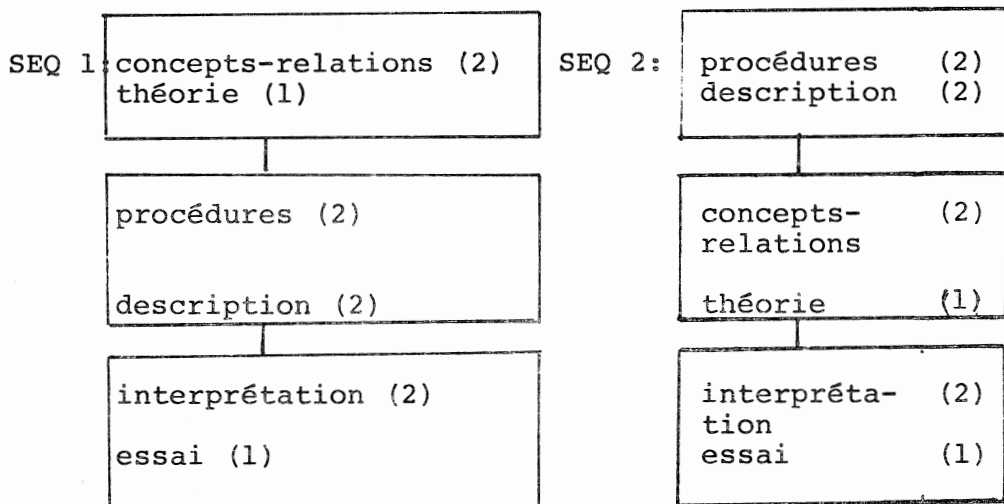 SEQ 1:
concepts-relations (2)
théorie (1)
procédures (2)
description (2)
interprétation (2)
essai (1)
SEQ 2:
procédures (2)
description (2)
concepts- (2)
relations
théorie (1)
interpréta- (2)
tion
essai (1)